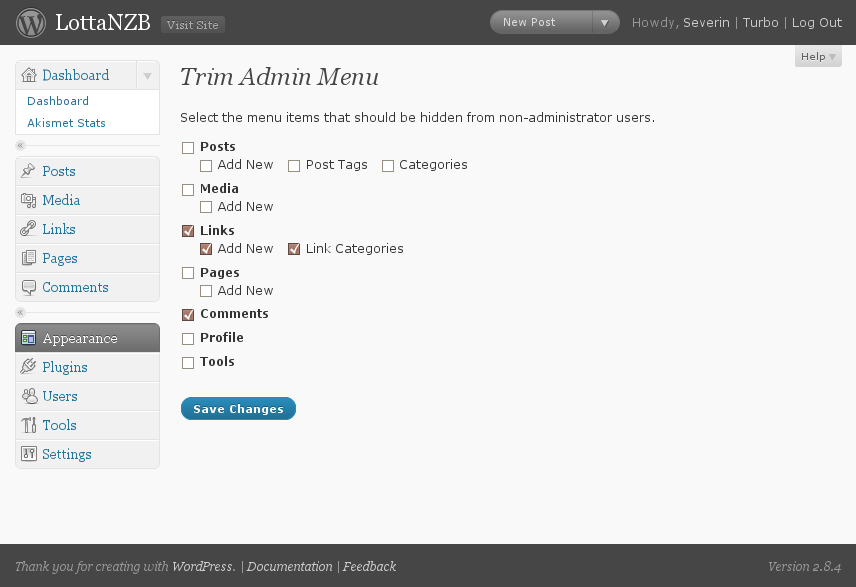 LottaNZB Visit Site New Post Howdy, Severin | Turbo | Log Out
Help
Dashboard
Dashboard
Akismet Stats
Posts
Media
Links
Pages
Comments
Appearance
Plugins
Users
Tools
Settings
Trim Admin Menu
Select the menu items that should be hidden from non-administrator users.
Posts
Add New Post Tags Categories
Media
Add New
Links
Add New Link Categories
Pages
Add New
Comments
Profile
Tools
Save Changes
Thank you for creating with WordPress. | Documentation | Feedback Version 2.8.4